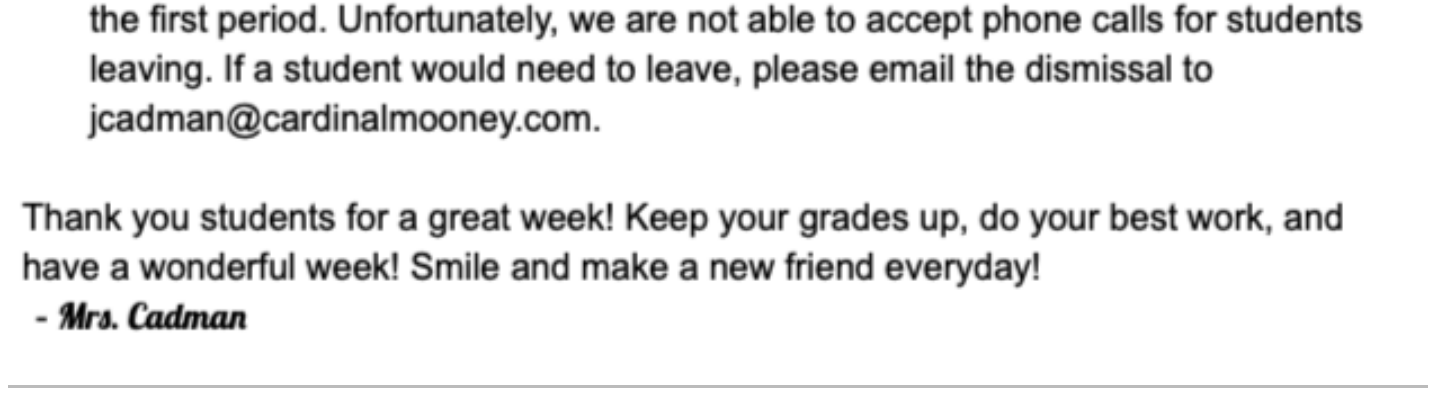 the first period. Unfortunately, we are not able to accept phone calls for students
leaving. If a student would need to leave, please email the dismissal to
jcadman@cardinalmooney.com.
Thank you students for a great week! Keep your grades up, do your best work, and
have a wonderful week! Smile and make a new friend everyday!
- Mrs. Cadman